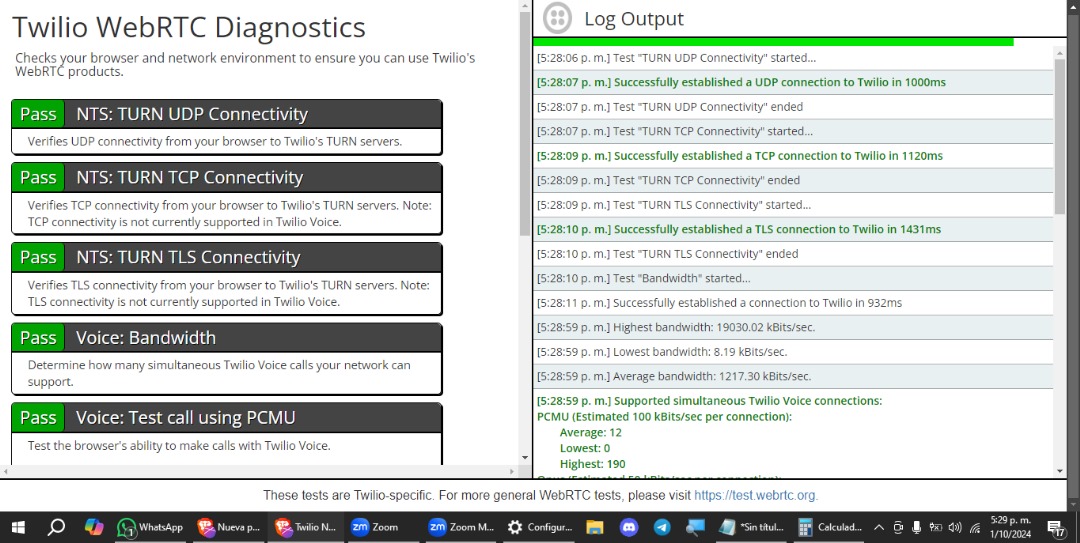 Twilio WebRTC Diagnostics
Checks your browser and network environment to ensure you can use Twilio's
WebRTC products.
Pass NTS: TURN UDP Connectivity
Verifies UDP connectivity from your browser to Twilio's TURN servers.
Pass NTS: TURN TCP Connectivity
Verifies TCP connectivity from your browser to Twilio's TURN servers. Note:
TCP connectivity is not currently supported in Twilio Voice.
Pass NTS: TURN TLS Connectivity
Verifies TLS connectivity from your browser to Twilio's TURN servers. Note:
TLS connectivity is not currently supported in Twilio Voice.
Pass Voice: Bandwidth
Determine how many simultaneous Twilio Voice calls your network can
support.
Pass Voice: Test call using PCMU
Test the browser's ability to make calls with Twilio Voice.
Log Output
[5:28:06 p. m.] Test "TURN UDP Connectivity" started...
[5:28:07 p. m.] Successfully established a UDP connection to Twilio in 1000ms
[5:28:07 p. m.] Test "TURN UDP Connectivity" ended
[5:28:07 p. m.] Test "TURN TCP Connectivity" started...
[5:28:09 p. m.] Successfully established a TCP connection to Twilio in 1120ms
[5:28:09 p. m.] Test "TURN TCP Connectivity" ended
[5:28:09 p. m.] Test "TURN TLS Connectivity" started...
[5:28:10 p. m.] Successfully established a TLS connection to Twilio in 1431ms
[5:28:10 p. m.] Test "TURN TLS Connectivity" ended
[5:28:10 p. m.] Test "Bandwidth" started...
[5:28:11 p. m.] Successfully established a connection to Twilio in 932ms
[5:28:59 p. m.] Highest bandwidth: 19030.02 kBits/sec.
[5:28:59 p. m.] Lowest bandwidth: 8.19 kBits/sec.
[5:28:59 p. m.] Average bandwidth: 1217.30 kBits/sec.
[5:28:59 p. m.] Supported simultaneous Twilio Voice connections:
PCMU (Estimated 100 kBits/sec per connection):
Average: 12
Lowest: 0
Highest: 190
These tests are Twilio-specific. For more general WebRTC tests, please visit https://test.webrtc.org.
WhatsApp Nueva p... Twilio N... zm Zoom zm Zoom M... Configur... *Sin títul... Calculad... 5:29 p. m.
1 1/10/2024 17